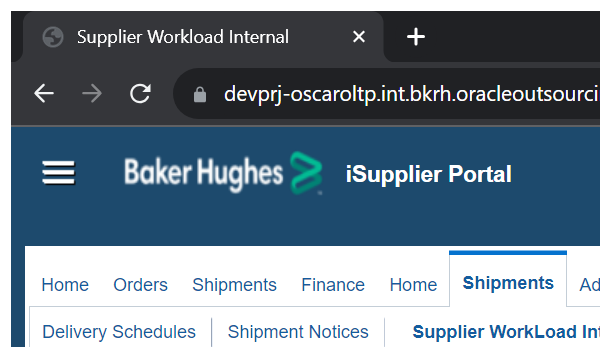 Supplier Workload Internal
devprj-oscaroltp.int.bkrh.oracleoutsourci
Baker Hughes iSupplier Portal
Home Orders Shipments Finance Home Shipments Ad
Delivery Schedules Shipment Notices Supplier WorkLoad Int